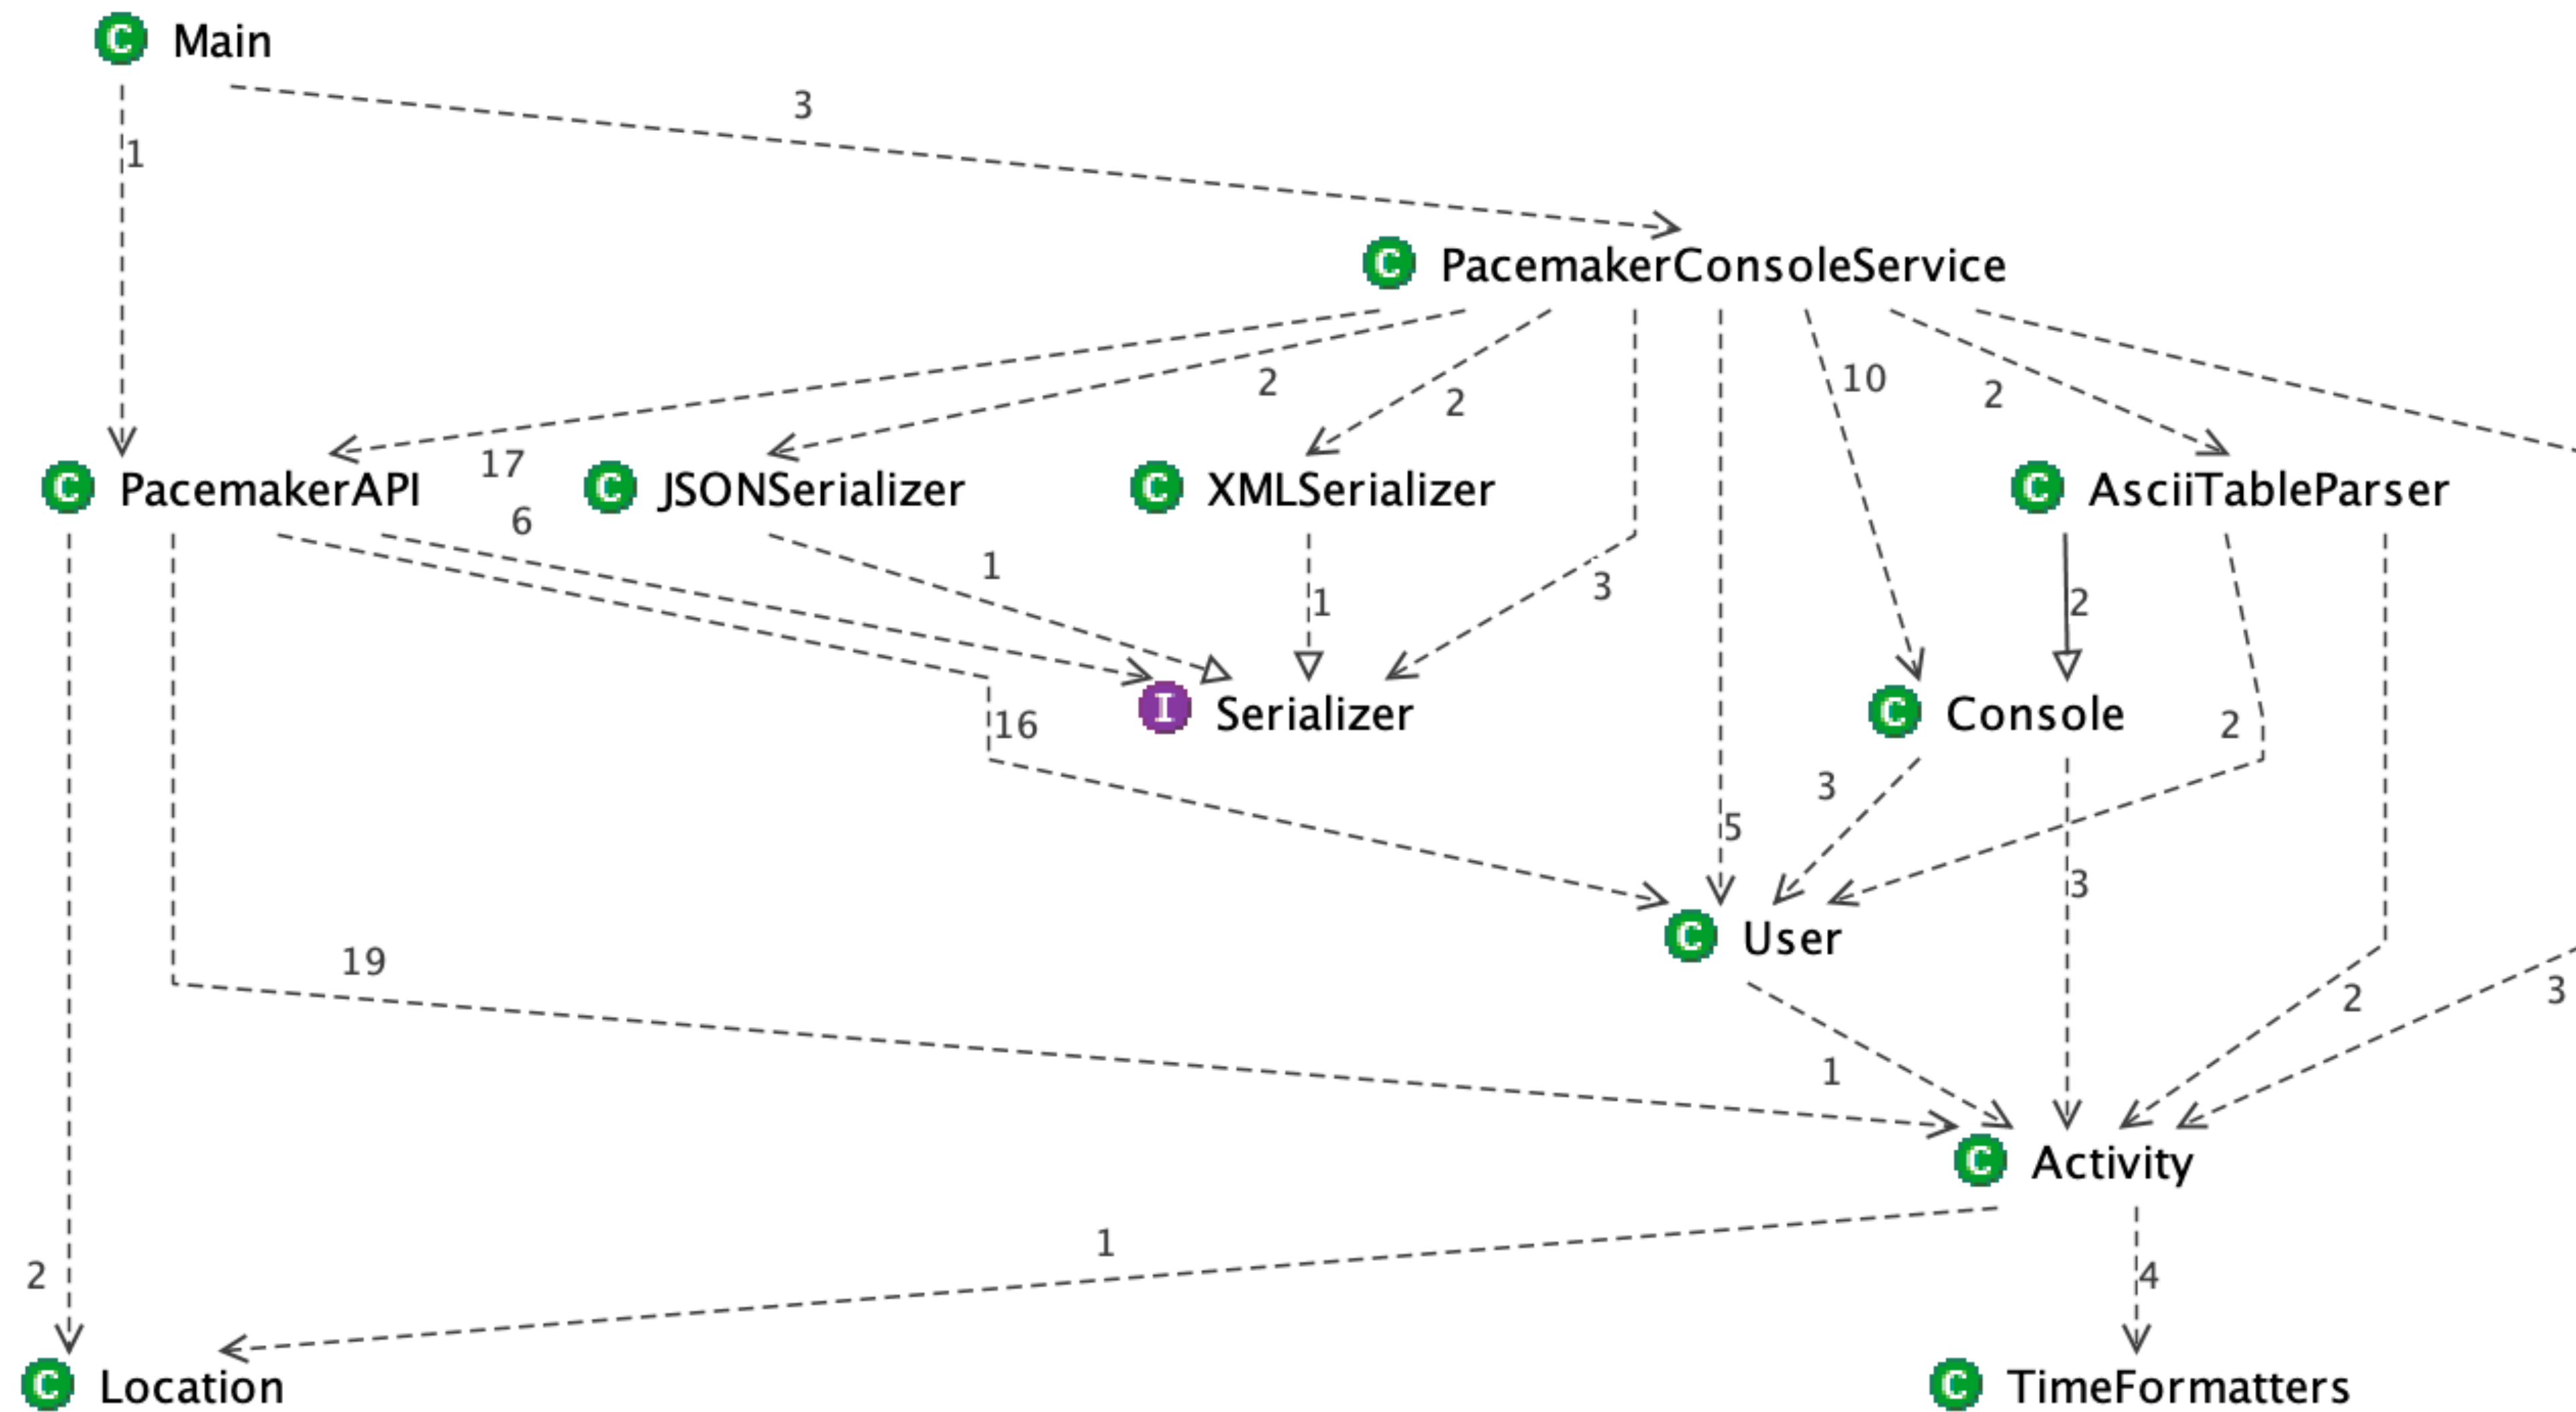 C Main
3
1
C PacemakerConsoleService
10
2
2
2
17
C PacemakerAPI
C JSONSerializer
C XMLSerializer
C AsciiTableParser
6
1
3
1
2
I Serializer
C Console
16
2
3
5
3
C User
19
3
2
1
C Activity
1
2
4
C Location
C TimeFormatters